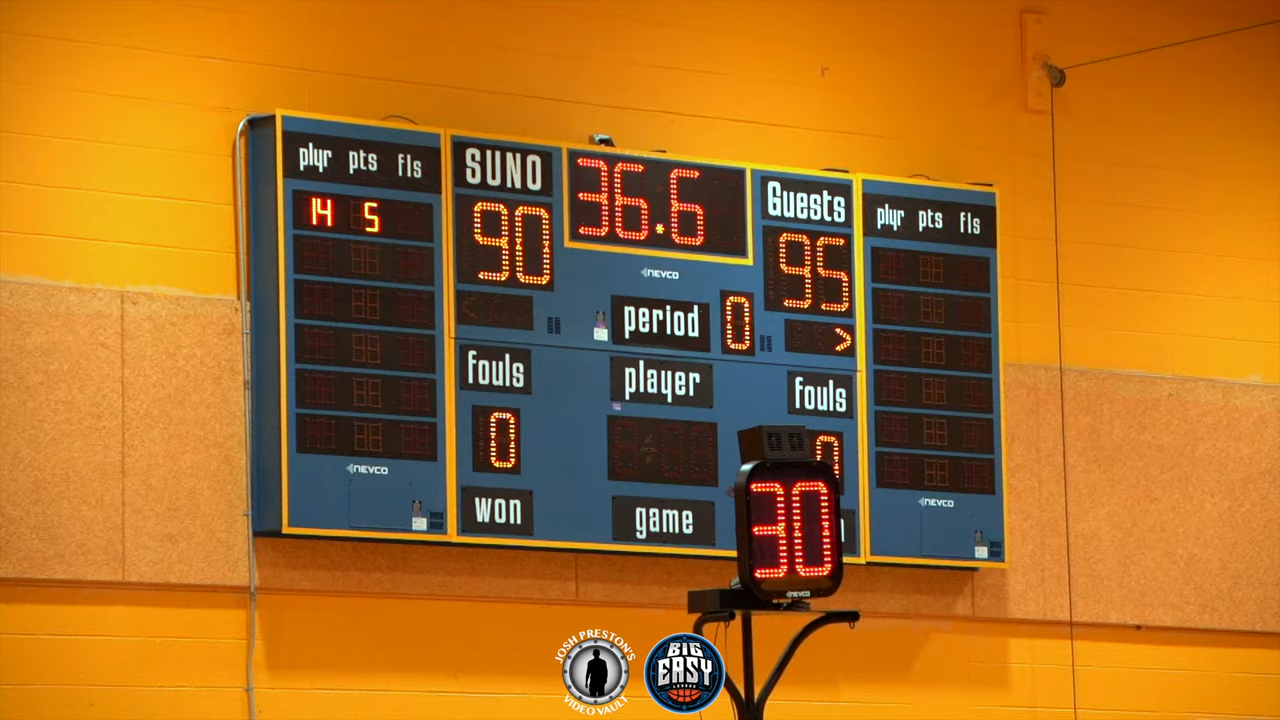 plyr pts fls
14 5
SUNO
90
36.6
Guests
95
plyr pts fls
NEVCO
period
0
>
fouls
0
player
fouls
0
won
game
NEVCO
NEVCO
30
NEVCO
JOSH PRESTON'S
VIDEO VAULT
BIG
EASY